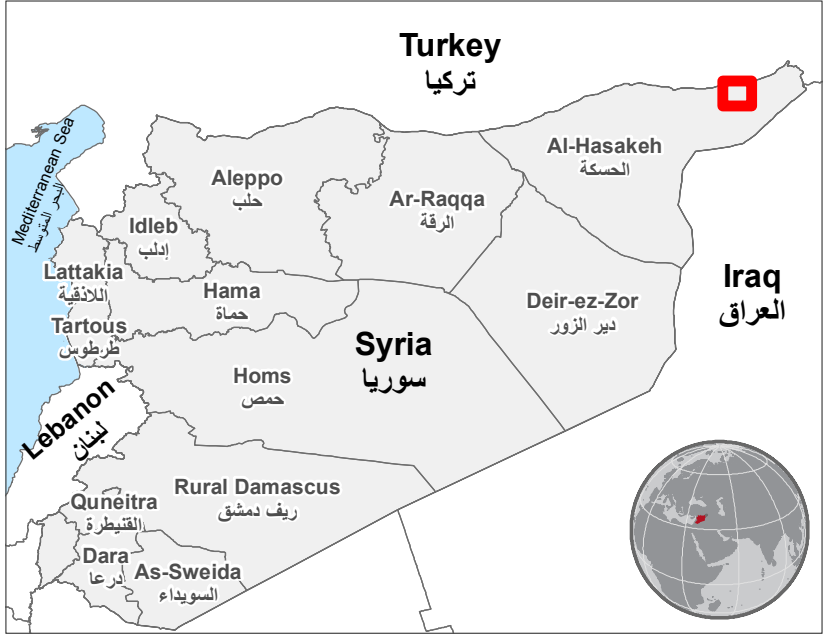 Turkey
تركيا
Mediterranean Sea
البحر المتوسط
Al-Hasakeh
الحسكة
Aleppo
حلب
Ar-Raqqa
الرقة
Idleb
إدلب
Lattakia
اللاذقية
Hama
حماة
Deir-ez-Zor
دير الزور
Iraq
العراق
Tartous
طرطوس
Syria
سوريا
Homs
حمص
Lebanon
لبنان
Rural Damascus
ريف دمشق
Quneitra
القنيطرة
Dara
درعا
As-Sweida
السويداء